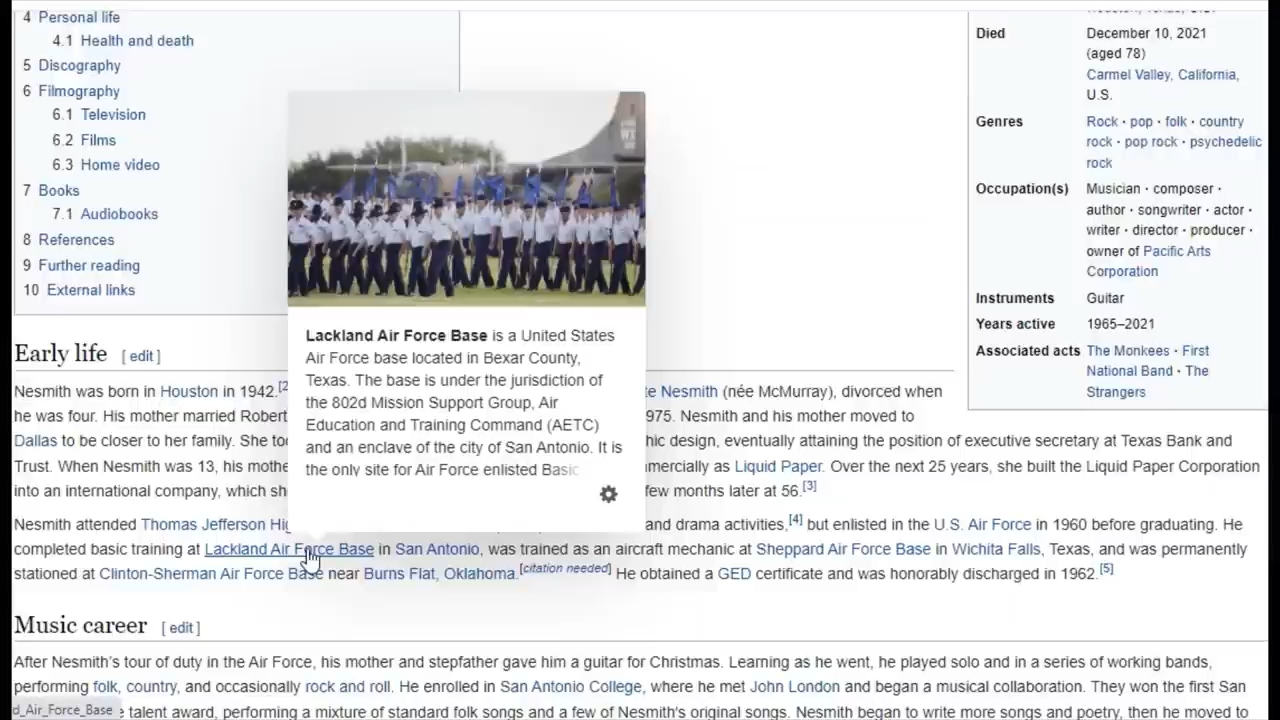 4 Personal life
4.1 Health and death
5 Discography
6 Filmography
6.1 Television
6.2 Films
6.3 Home video
7 Books
7.1 Audiobooks
8 References
9 Further reading
10 External links
Died December 10, 2021
(aged 78)
Carmel Valley, California,
U.S.
Genres Rock · pop · folk · country
rock · pop rock · psychedelic
rock
Occupation(s) Musician · composer ·
author · songwriter · actor ·
writer · director · producer ·
owner of Pacific Arts
Corporation
Instruments Guitar
Years active 1965–2021
Associated acts The Monkees · First
National Band · The
Strangers
Lackland Air Force Base is a United States
Air Force base located in Bexar County,
Texas. The base is under the jurisdiction of
the 802d Mission Support Group, Air
Education and Training Command (AETC)
and an enclave of the city of San Antonio. It is
the only site for Air Force enlisted Basic
Early life [ edit ]
Nesmith was born in Houston in 1942.[2 te Nesmith (née McMurray), divorced when
he was four. His mother married Robert 975. Nesmith and his mother moved to
Dallas to be closer to her family. She too hic design, eventually attaining the position of executive secretary at Texas Bank and
Trust. When Nesmith was 13, his mothe mmercially as Liquid Paper. Over the next 25 years, she built the Liquid Paper Corporation
into an international company, which sh few months later at 56.[3]
Nesmith attended Thomas Jefferson Hig and drama activities,[4] but enlisted in the U.S. Air Force in 1960 before graduating. He
completed basic training at Lackland Air Force Base in San Antonio, was trained as an aircraft mechanic at Sheppard Air Force Base in Wichita Falls, Texas, and was permanently
stationed at Clinton-Sherman Air Force Base near Burns Flat, Oklahoma.[citation needed] He obtained a GED certificate and was honorably discharged in 1962.[5]
Music career [ edit ]
After Nesmith's tour of duty in the Air Force, his mother and stepfather gave him a guitar for Christmas. Learning as he went, he played solo and in a series of working bands,
performing folk, country, and occasionally rock and roll. He enrolled in San Antonio College, where he met John London and began a musical collaboration. They won the first San
d_Air_Force_Base e talent award, performing a mixture of standard folk songs and a few of Nesmith's original songs. Nesmith began to write more songs and poetry, then he moved to